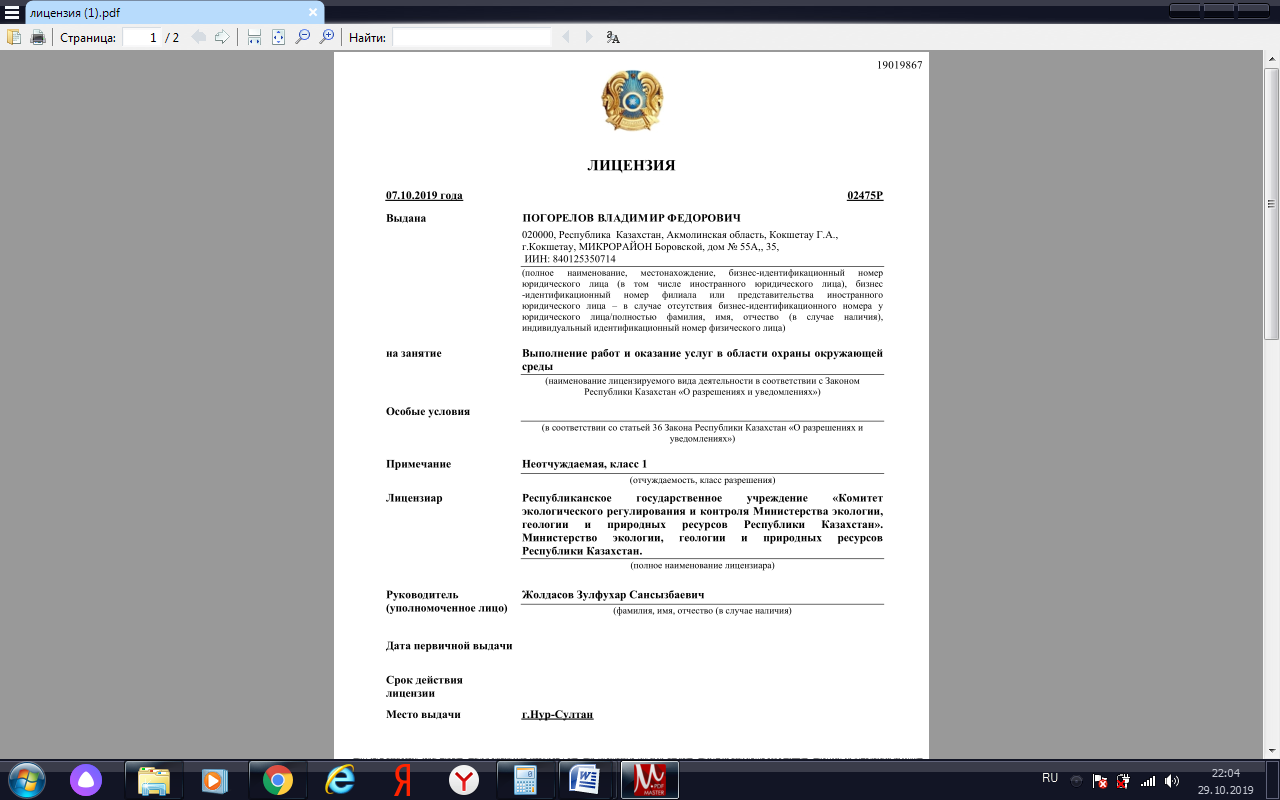 лицензия (1).pdf
Страница: 1 / 2 Найти:
19019867
ЛИЦЕНЗИЯ
07.10.2019 года 02475Р
Выдана ПОГОРЕЛОВ ВЛАДИМИР ФЕДОРОВИЧ
020000, Республика Казахстан, Акмолинская область, Кокшетау Г.А.,
г.Кокшетау, МИКРОРАЙОН Боровской, дом № 55А,, 35,
ИИН: 840125350714
(полное наименование, местонахождение, бизнес-идентификационный номер
юридического лица (в том числе иностранного юридического лица), бизнес
-идентификационный номер филиала или представительства иностранного
юридического лица – в случае отсутствия бизнес-идентификационного номера у
юридического лица/полностью фамилия, имя, отчество (в случае наличия),
индивидуальный идентификационный номер физического лица)
на занятие Выполнение работ и оказание услуг в области охраны окружающей
среды
(наименование лицензируемого вида деятельности в соответствии с Законом
Республики Казахстан «О разрешениях и уведомлениях»)
Особые условия
(в соответствии со статьей 36 Закона Республики Казахстан «О разрешениях и
уведомлениях»)
Примечание Неотчуждаемая, класс 1
(отчуждаемость, класс разрешения)
Лицензиар Республиканское государственное учреждение «Комитет
экологического регулирования и контроля Министерства экологии,
геологии и природных ресурсов Республики Казахстан».
Министерство экологии, геологии и природных ресурсов
Республики Казахстан.
(полное наименование лицензиара)
Руководитель Жолдасов Зулфухар Сансызбаевич
(уполномоченное лицо) (фамилия, имя, отчество (в случае наличия)
Дата первичной выдачи
Срок действия
лицензии
Место выдачи г.Нур-Султан
RU 22:04
29.10.2019